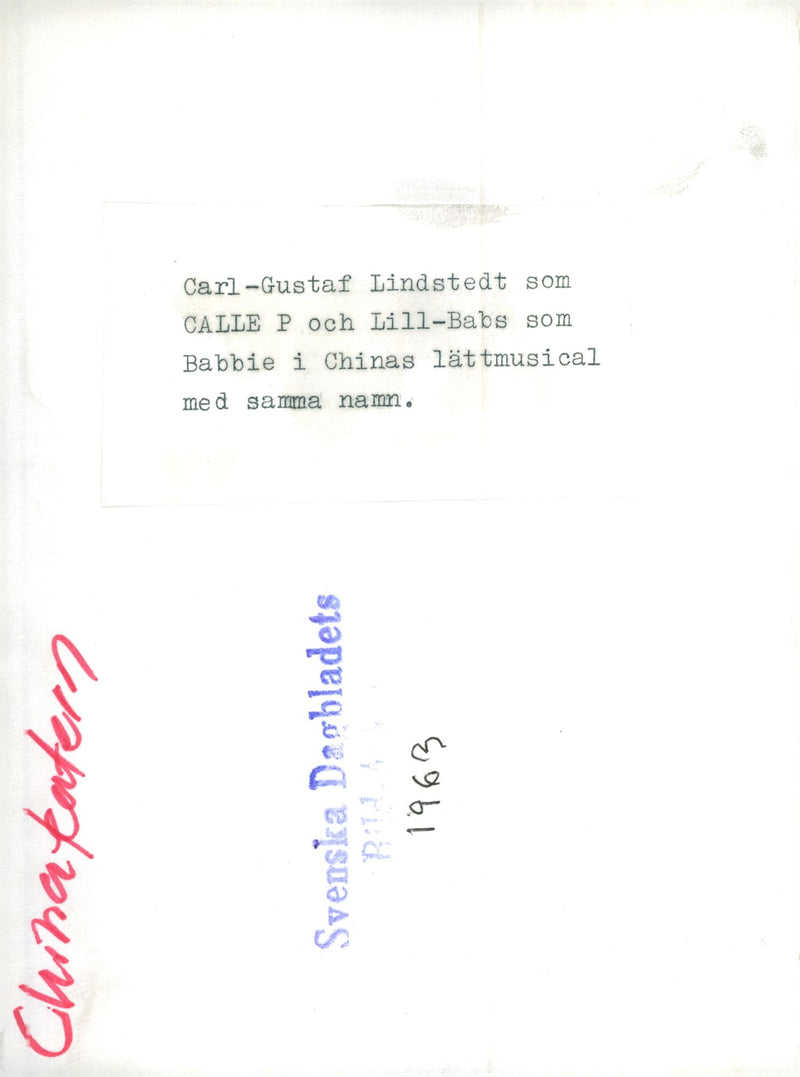 Carl-Gustaf Lindstedt som
CALLE P och Lill-Babs som
Babbie i Chinas lättmusical
med samma namn.
Svenska Dagbladets
1963
Chinateatern